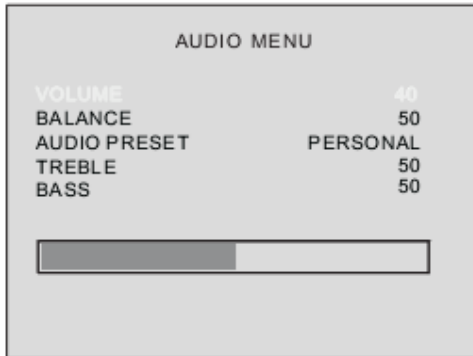 AUDIO MENU
VOLUME 40
BALANCE 50
AUDIO PRESET PERSONAL
TREBLE 50
BASS 50